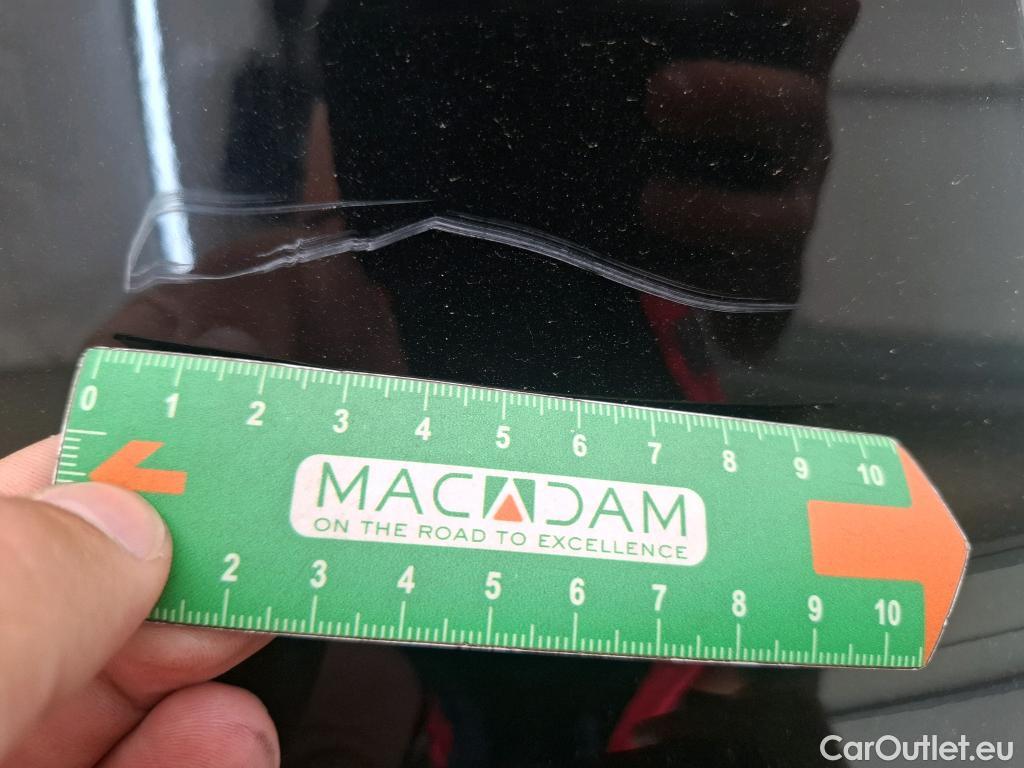 0 1 2 3 4 5 6 7 8 9 10
MACADAM
ON THE ROAD TO EXCELLENCE
2 3 4 5 6 7 8 9 10
CarOutlet.eu